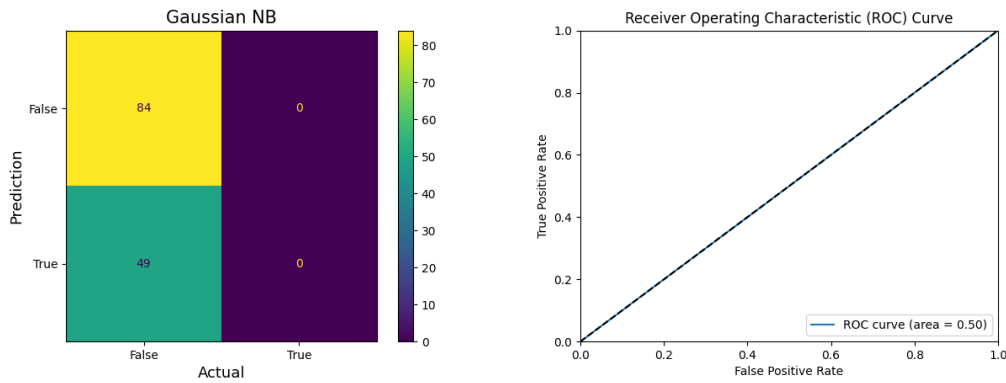 Gaussian NB
Prediction
False
True
84
0
49
0
False
True
Actual
80
70
60
50
40
30
20
10
0
Receiver Operating Characteristic (ROC) Curve
True Positive Rate
1.0
0.8
0.6
0.4
0.2
0.0
0.0
0.2
0.4
0.6
0.8
1.0
False Positive Rate
ROC curve (area = 0.50)